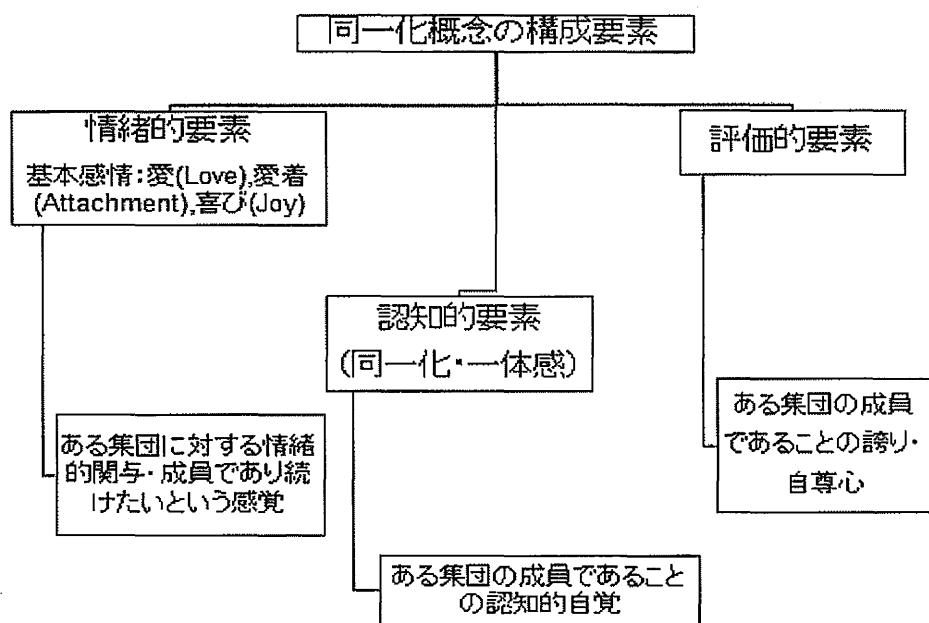 同一化概念の構成要素
情緒的要素
基本感情:愛(Love),愛着
(Attachment),喜び(Joy)
評価的要素
認知的要素
(同一化・一体感)
ある集団に対する情緒
的関与・成員であり続
けたいという感覚
ある集団の成員
であることの誇り・
自尊心
ある集団の成員であること
の認知的自覚